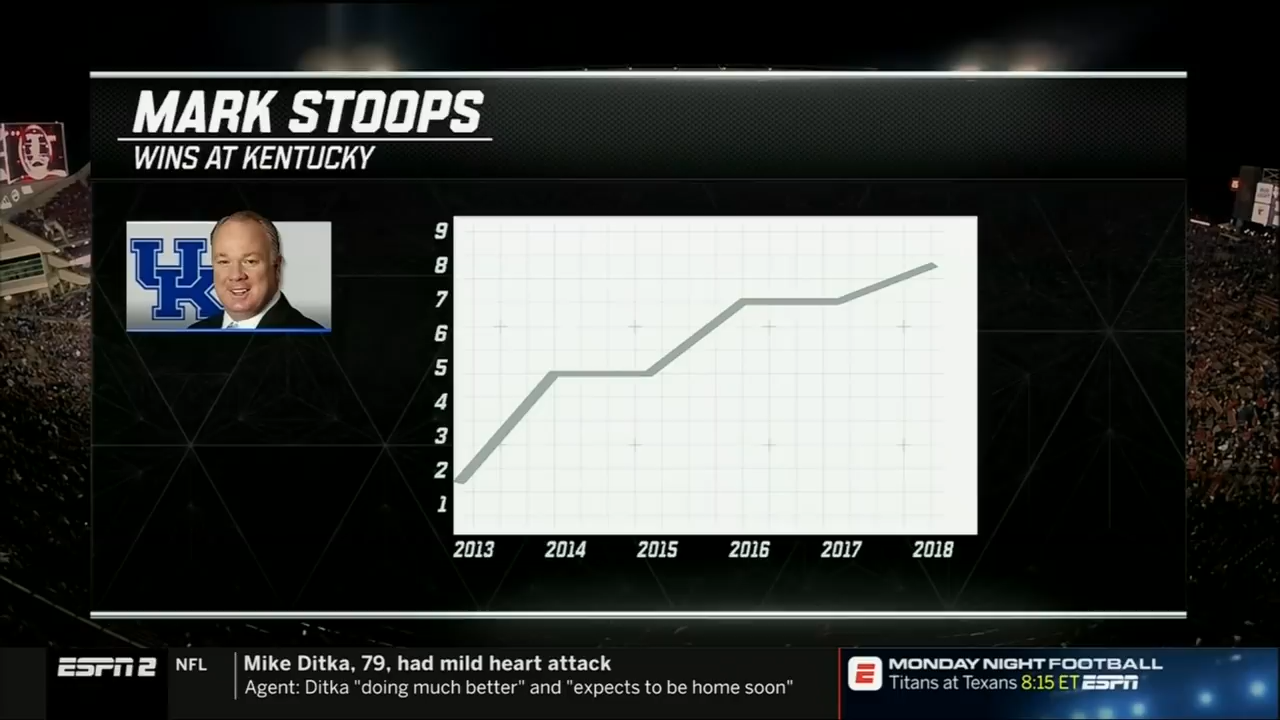 MARK STOOPS
WINS AT KENTUCKY
UK
9
8
7
6
5
4
3
2
1
2013 2014 2015 2016 2017 2018
ESPN2 NFL
Mike Ditka, 79, had mild heart attack
Agent: Ditka "doing much better" and "expects to be home soon"
E MONDAY NIGHT FOOTBALL
Titans at Texans 8:15 ET ESPN